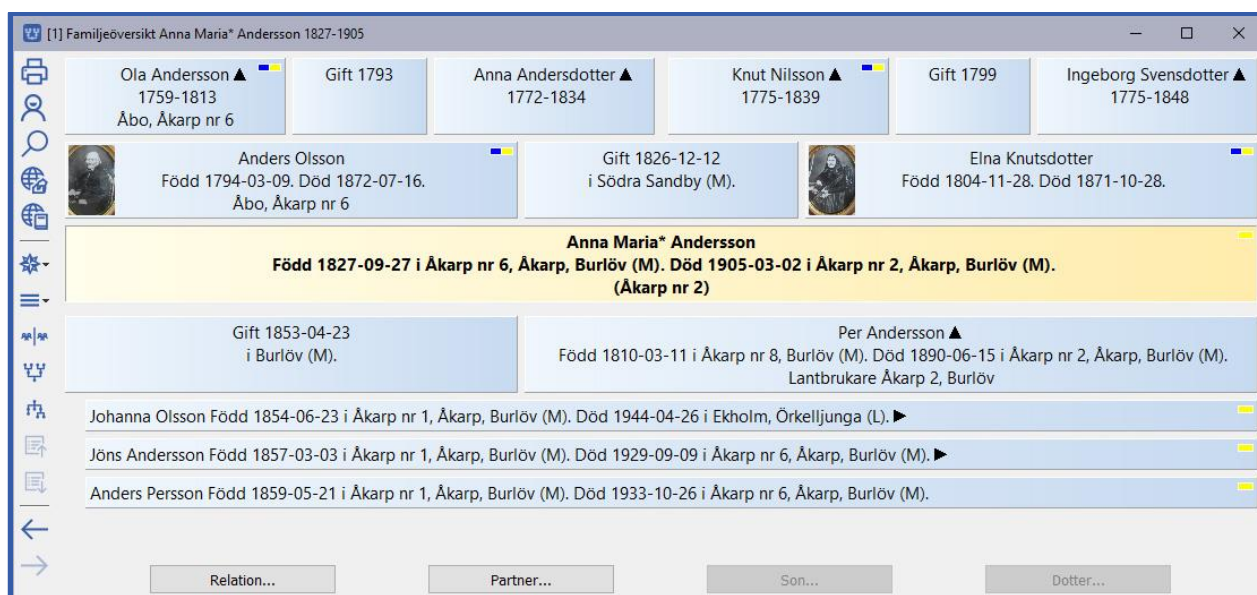 [1] Familjeöversikt Anna Maria* Andersson 1827-1905
Ola Andersson ▲
1759-1813
Åbo, Åkarp nr 6
Gift 1793
Anna Andersdotter ▲
1772-1834
Knut Nilsson ▲
1775-1839
Gift 1799
Ingeborg Svensdotter ▲
1775-1848
Anders Olsson
Född 1794-03-09. Död 1872-07-16.
Åbo, Åkarp nr 6
Gift 1826-12-12
i Södra Sandby (M).
Elna Knutsdotter
Född 1804-11-28. Död 1871-10-28.
Anna Maria* Andersson
Född 1827-09-27 i Åkarp nr 6, Åkarp, Burlöv (M). Död 1905-03-02 i Åkarp nr 2, Åkarp, Burlöv (M).
(Åkarp nr 2)
Gift 1853-04-23
i Burlöv (M).
Per Andersson ▲
Född 1810-03-11 i Åkarp nr 8, Burlöv (M). Död 1890-06-15 i Åkarp nr 2, Åkarp, Burlöv (M).
Lantbrukare Åkarp 2, Burlöv
Johanna Olsson Född 1854-06-23 i Åkarp nr 1, Åkarp, Burlöv (M). Död 1944-04-26 i Ekholm, Örkelljunga (L). ▶
Jöns Andersson Född 1857-03-03 i Åkarp nr 1, Åkarp, Burlöv (M). Död 1929-09-09 i Åkarp nr 6, Åkarp, Burlöv (M). ▶
Anders Persson Född 1859-05-21 i Åkarp nr 1, Åkarp, Burlöv (M). Död 1933-10-26 i Åkarp nr 6, Åkarp, Burlöv (M).
Relation...
Partner...
Son...
Dotter...